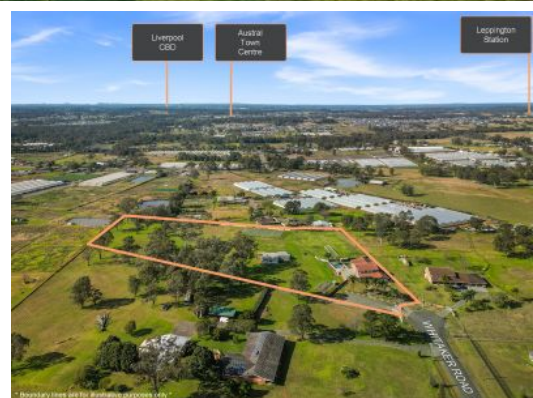 Liverpool
CBD
Austral
Town
Centre
Leppington
Station
WHITAKER ROAD
* Boundary lines are for illustrative purposes only *